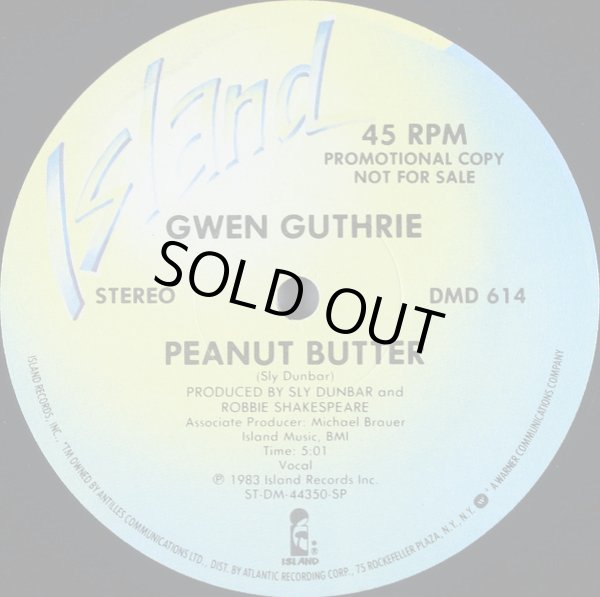 Island
45 RPM
PROMOTIONAL COPY
NOT FOR SALE
GWEN GUTHRIE
STEREO
DMD 614
SOLD OUT
PEANUT BUTTER
(Sly Dunbar)
PRODUCED BY SLY DUNBAR and
ROBBIE SHAKESPEARE
Associate Producer: Michael Brauer
Island Music, BMI
Time: 5:01
Vocal
℗ 1983 Island Records Inc.
ST-DM-44350-SP
ISLAND
ISLAND RECORDS, INC., *TM OWNED BY ANTILLES COMMUNICATIONS LTD., DIST. BY ATLANTIC RECORDING CORP., 75 ROCKEFELLER PLAZA, N.Y., N.Y. A WARNER COMMUNICATIONS COMPANY